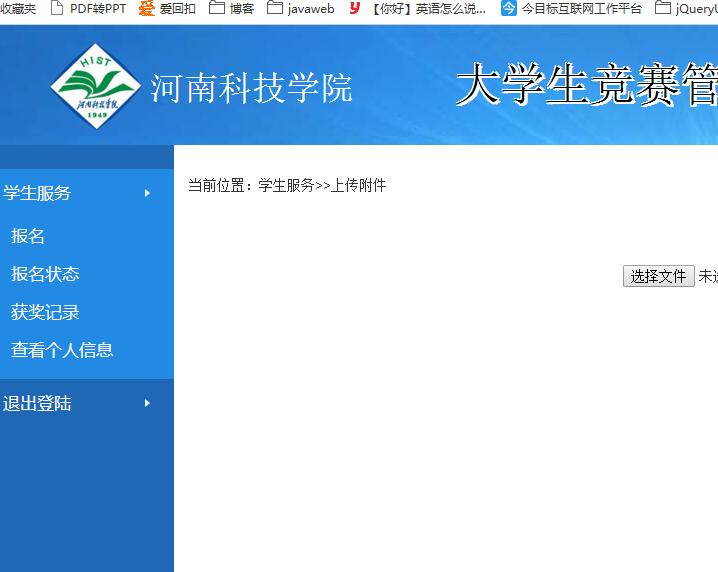 收藏夹 PDF转PPT 爱回扣 博客 javaweb 【你好】英语怎么说... 今目标互联网工作平台 jQuery
HIST
河南科技学院
1949
河南科技学院
大学生竞赛管
学生服务
报名
报名状态
获奖记录
查看个人信息
退出登陆
当前位置：学生服务>>上传附件
选择文件 未